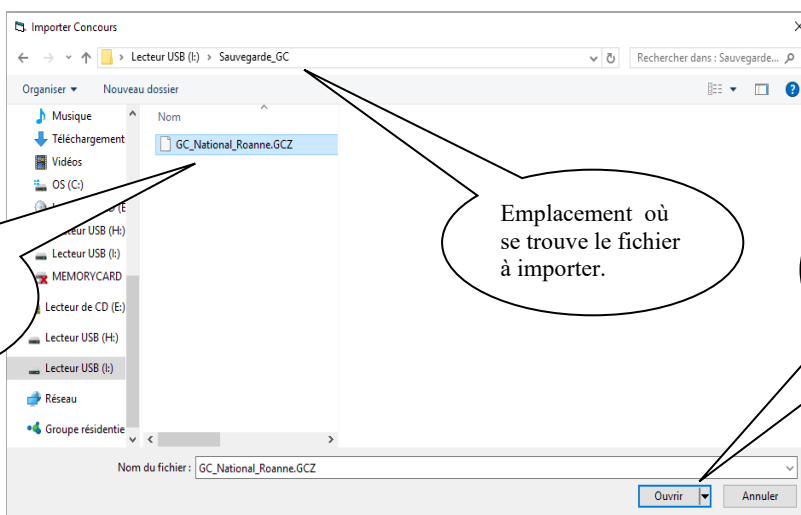 Importer Concours
Lecteur USB (I:) > Sauvegarde_GC
Rechercher dans : Sauvegarde...
Organiser
Nouveau dossier
Nom
Musique
Téléchargement
Vidéos
OS (C:)
Lecteur USB (H:)
Lecteur USB (I:)
MEMORYCARD
Lecteur de CD (E:)
Lecteur USB (H:)
Lecteur USB (I:)
Réseau
Groupe résidentie
GC_National_Roanne.GCZ
Emplacement où
se trouve le fichier
à importer.
Nom du fichier : GC_National_Roanne.GCZ
Ouvrir
Annuler